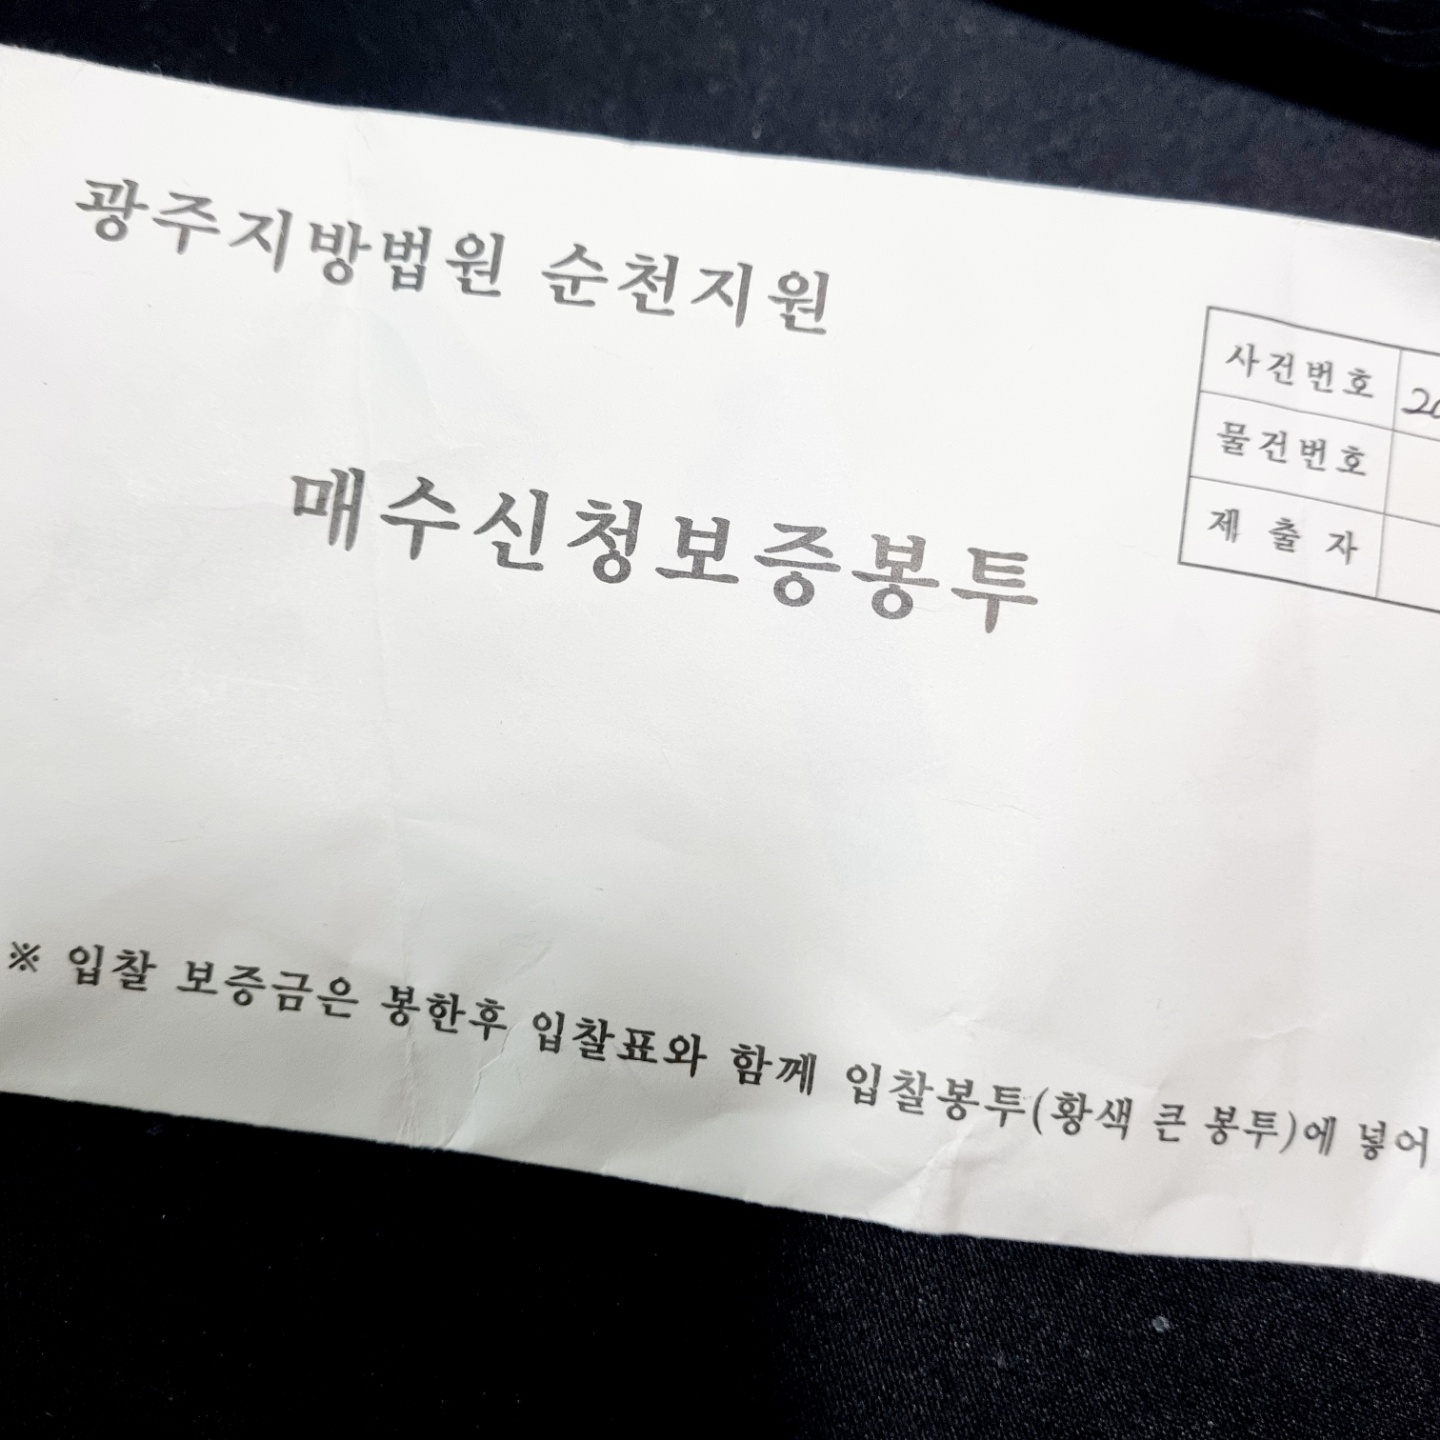 광주지방법원 순천지원
사건번호 20
물건번호
제 출 자
매수신청보증봉투
※ 입찰 보증금은 봉한후 입찰표와 함께 입찰봉투(황색 큰 봉투)에 넣어